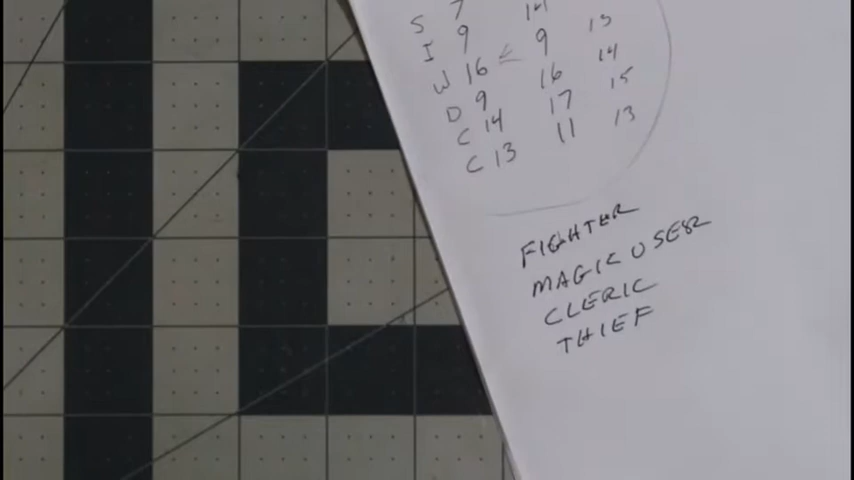 S 7 14
I 9 9 13
W 16 16 14
D 9 17 15
C 14 11 13
C 13
FIGHTER
MAGIC USER
CLERIC
THIEF